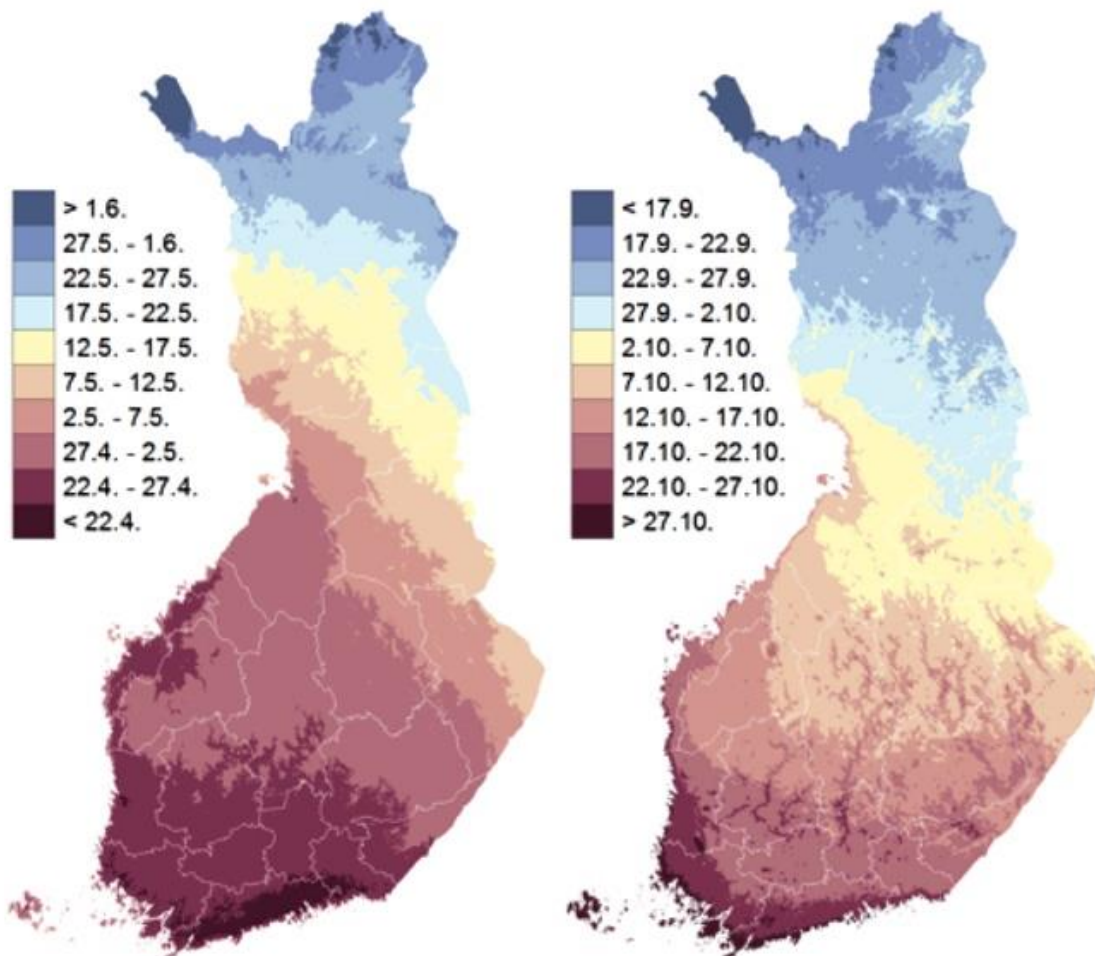 > 1.6.
27.5. - 1.6.
22.5. - 27.5.
17.5. - 22.5.
12.5. - 17.5.
7.5. - 12.5.
2.5. - 7.5.
27.4. - 2.5.
22.4. - 27.4.
< 22.4.
< 17.9.
17.9. - 22.9.
22.9. - 27.9.
27.9. - 2.10.
2.10. - 7.10.
7.10. - 12.10.
12.10. - 17.10.
17.10. - 22.10.
22.10. - 27.10.
> 27.10.